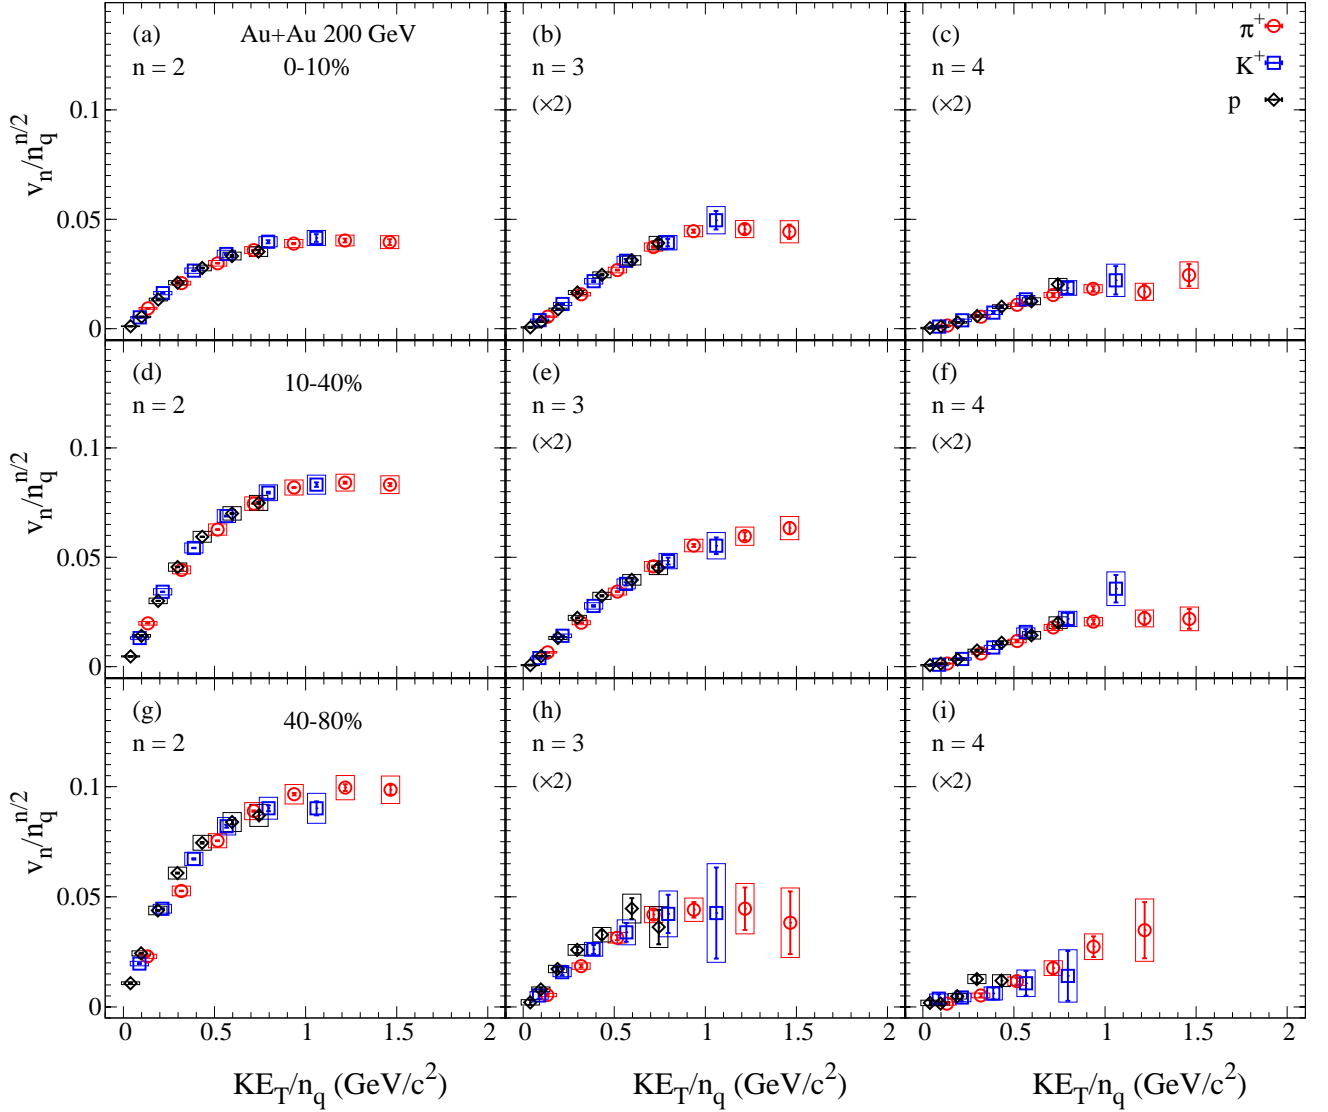 (a) Au+Au 200 GeV
n = 2 0-10%
(b)
n = 3
(×2)
(c)
n = 4
(×2)
π+
K+
p
0.1
0.05
0
vn/nq^n/2
(d)
10-40%
n = 2
(e)
n = 3
(×2)
(f)
n = 4
(×2)
0.1
0.05
0
vn/nq^n/2
(g)
40-80%
n = 2
(h)
n = 3
(×2)
(i)
n = 4
(×2)
0.1
0.05
0
vn/nq^n/2
0 0.5 1 1.5 2
0 0.5 1 1.5 2
0 0.5 1 1.5 2
KET/nq (GeV/c²)
KET/nq (GeV/c²)
KET/nq (GeV/c²)